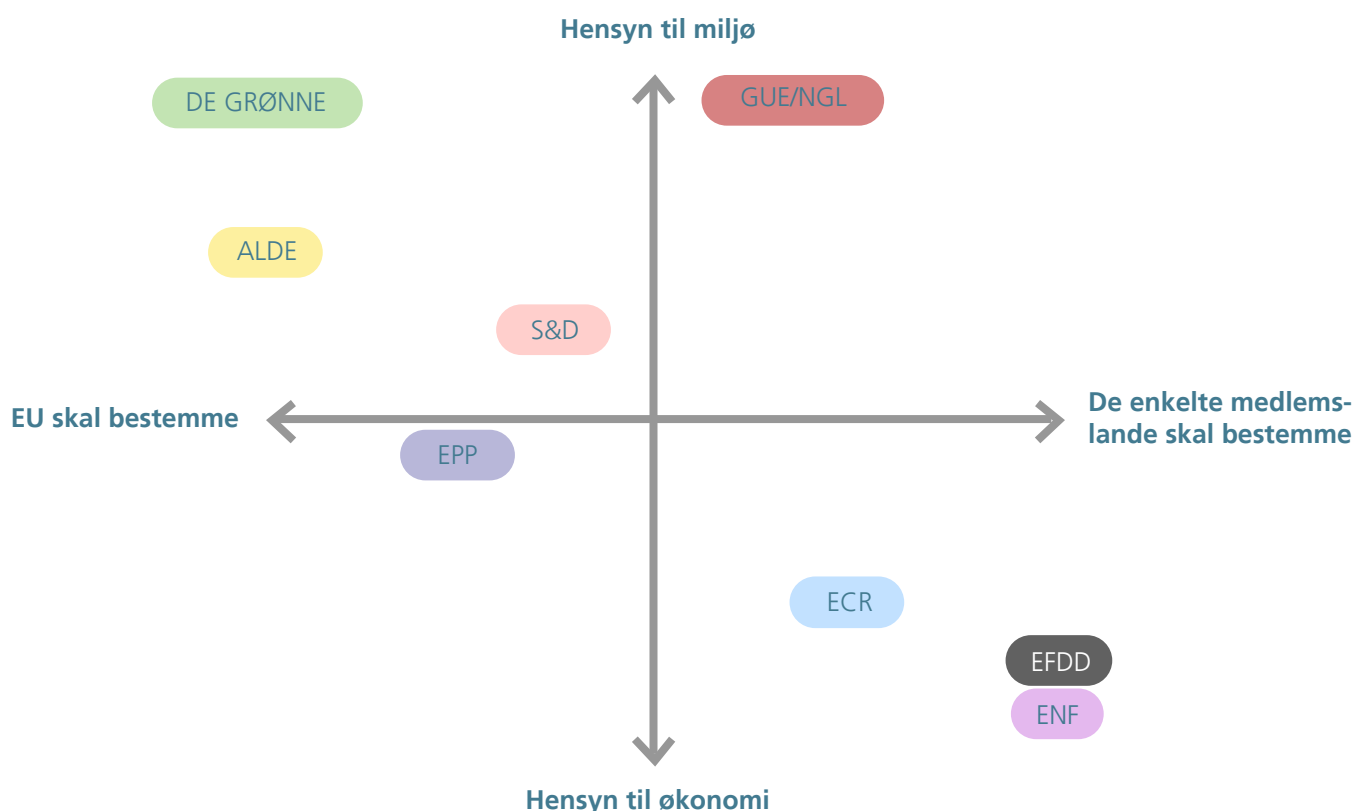 Hensyn til miljø
DE GRØNNE
GUE/NGL
ALDE
S&D
EU skal bestemme
De enkelte medlems-
lande skal bestemme
EPP
ECR
EFDD
ENF
Hensyn til økonomi